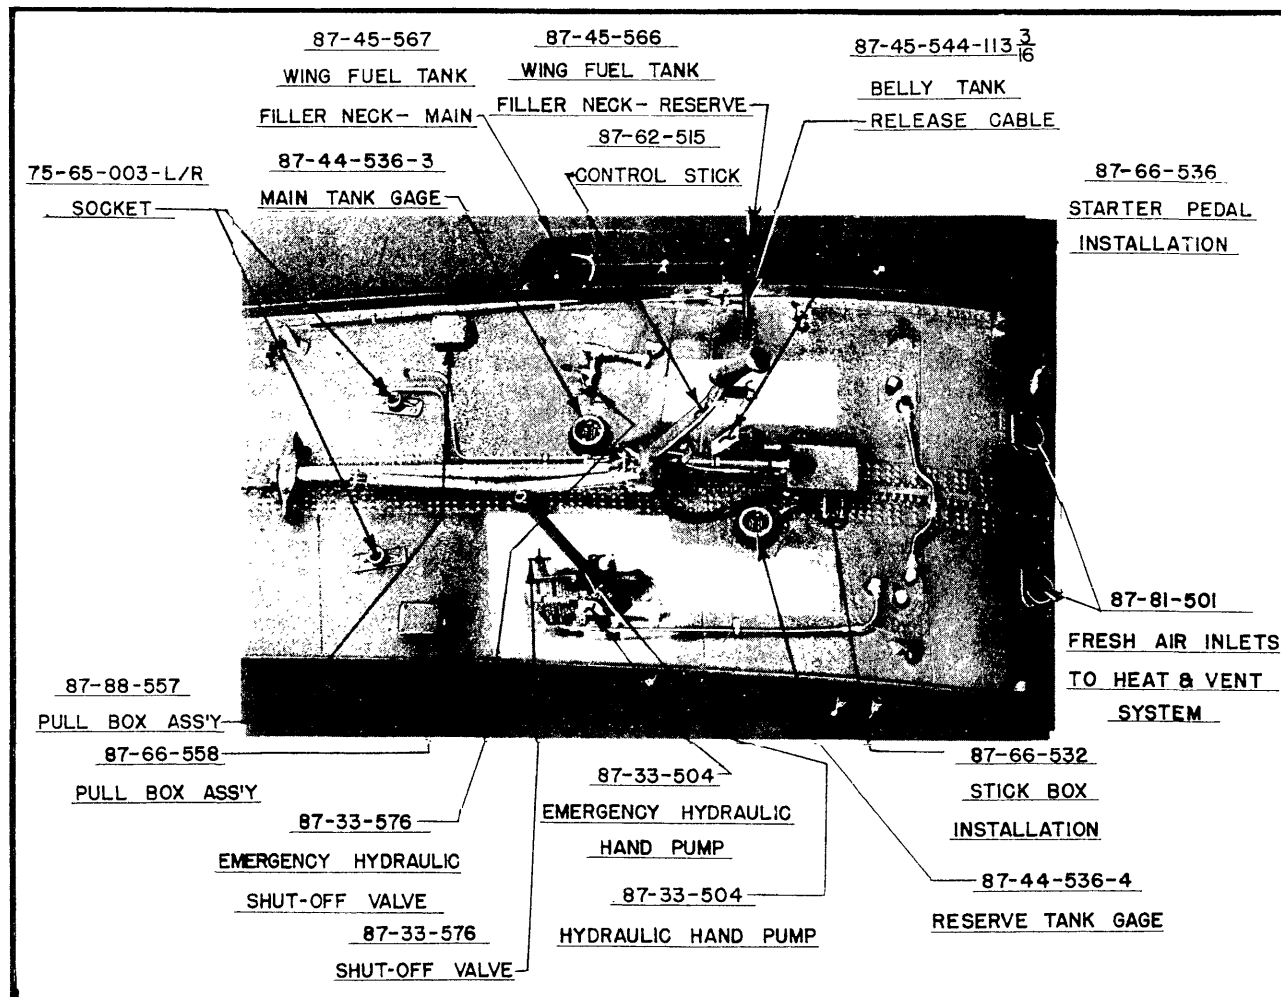 87-45-567
WING FUEL TANK
FILLER NECK- MAIN
87-45-566
WING FUEL TANK
FILLER NECK- RESERVE
87-45-544-113 3/16
BELLY TANK
RELEASE CABLE
75-65-003-L/R
SOCKET
87-44-536-3
MAIN TANK GAGE
87-62-515
CONTROL STICK
87-66-536
STARTER PEDAL
INSTALLATION
87-81-501
FRESH AIR INLETS
TO HEAT & VENT
SYSTEM
87-88-557
PULL BOX ASS'Y
87-66-558
PULL BOX ASS'Y
87-33-576
EMERGENCY HYDRAULIC
SHUT-OFF VALVE
87-33-576
SHUT-OFF VALVE
87-33-504
EMERGENCY HYDRAULIC
HAND PUMP
87-33-504
HYDRAULIC HAND PUMP
87-66-532
STICK BOX
INSTALLATION
87-44-536-4
RESERVE TANK GAGE